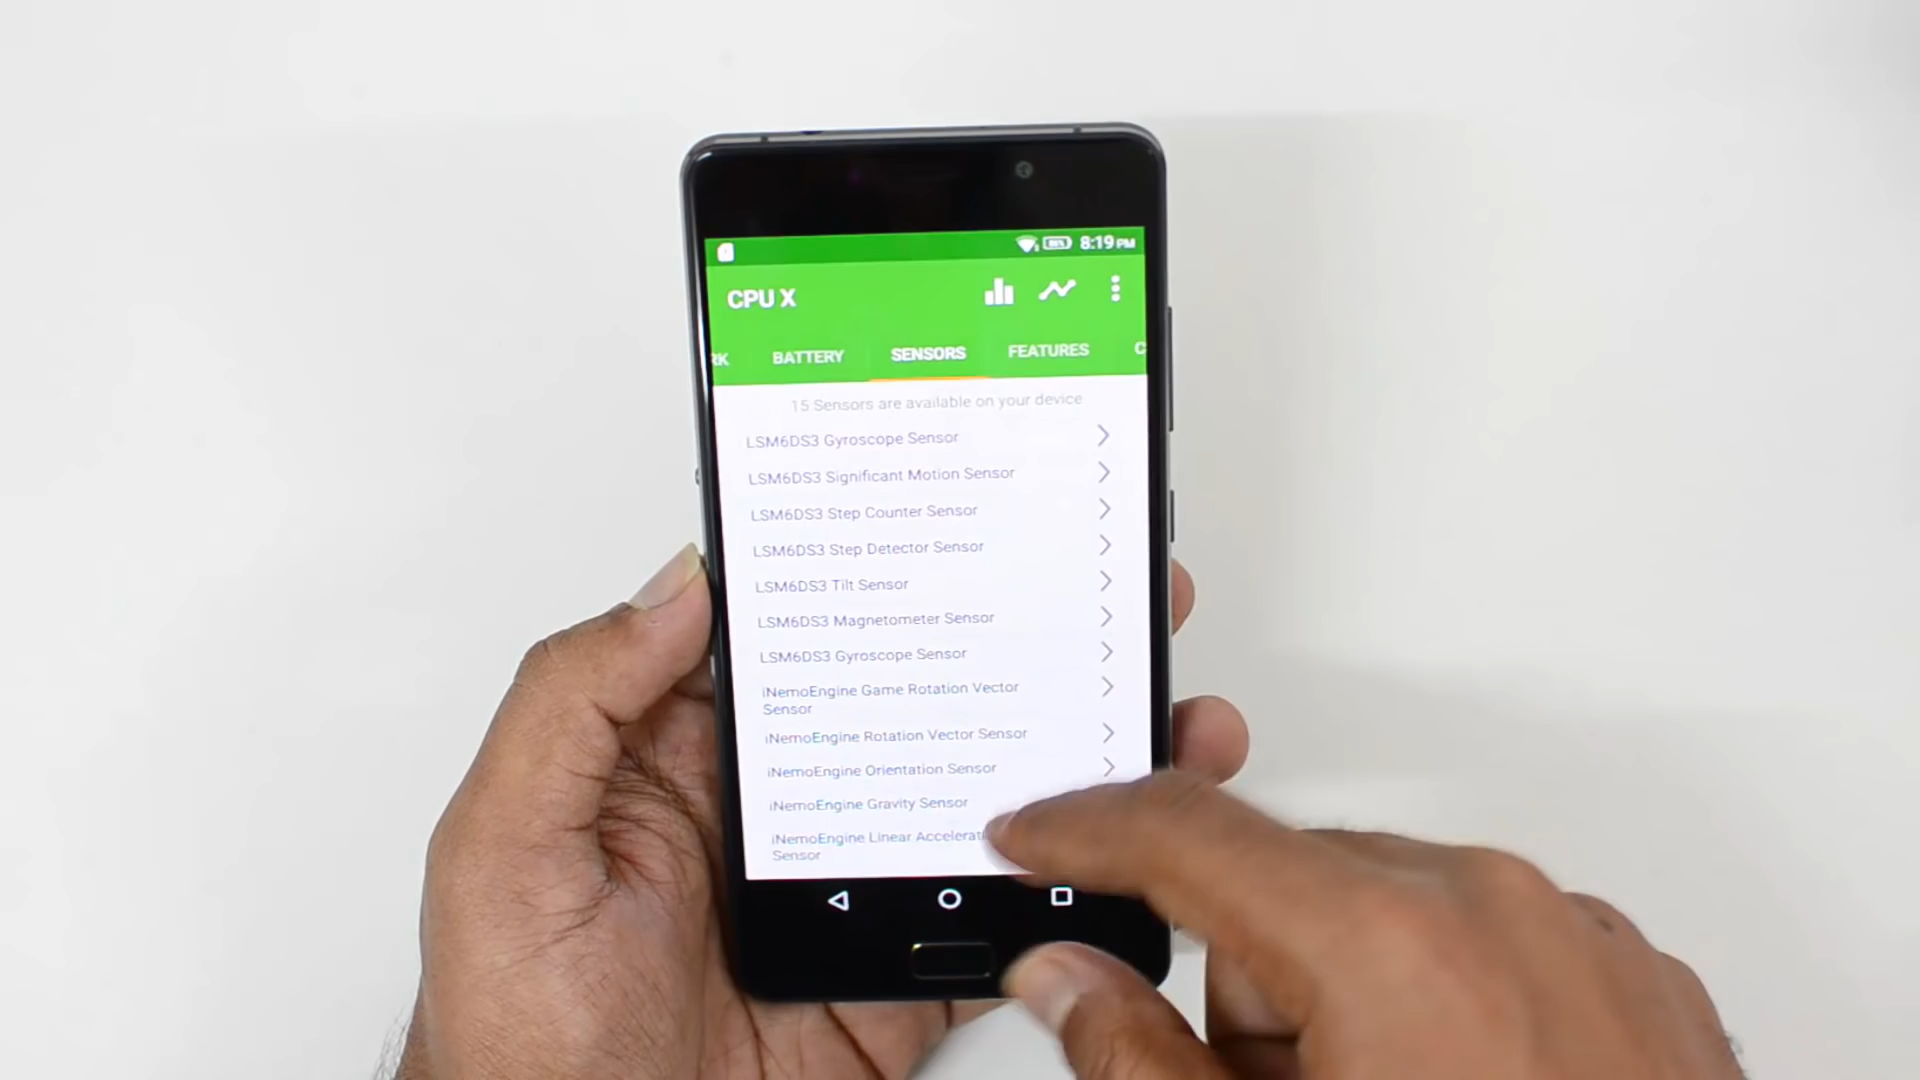 8:19 PM
CPU X
RK BATTERY SENSORS FEATURES C
15 Sensors are available on your device
LSM6DS3 Gyroscope Sensor
LSM6DS3 Significant Motion Sensor
LSM6DS3 Step Counter Sensor
LSM6DS3 Step Detector Sensor
LSM6DS3 Tilt Sensor
LSM6DS3 Magnetometer Sensor
LSM6DS3 Gyroscope Sensor
iNemoEngine Game Rotation Vector
Sensor
iNemoEngine Rotation Vector Sensor
iNemoEngine Orientation Sensor
iNemoEngine Gravity Sensor
iNemoEngine Linear Accelerati
Sensor